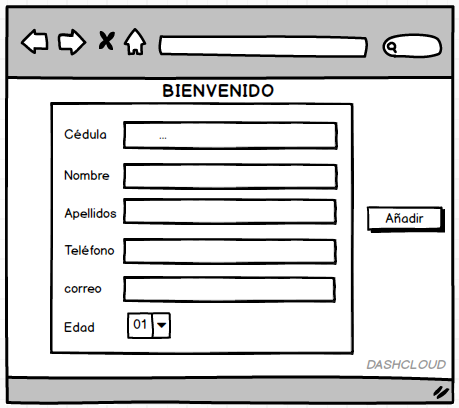 BIENVENIDO
Cédula ...
Nombre
Apellidos
Añadir
Teléfono
correo
Edad 01
DASHCLOUD